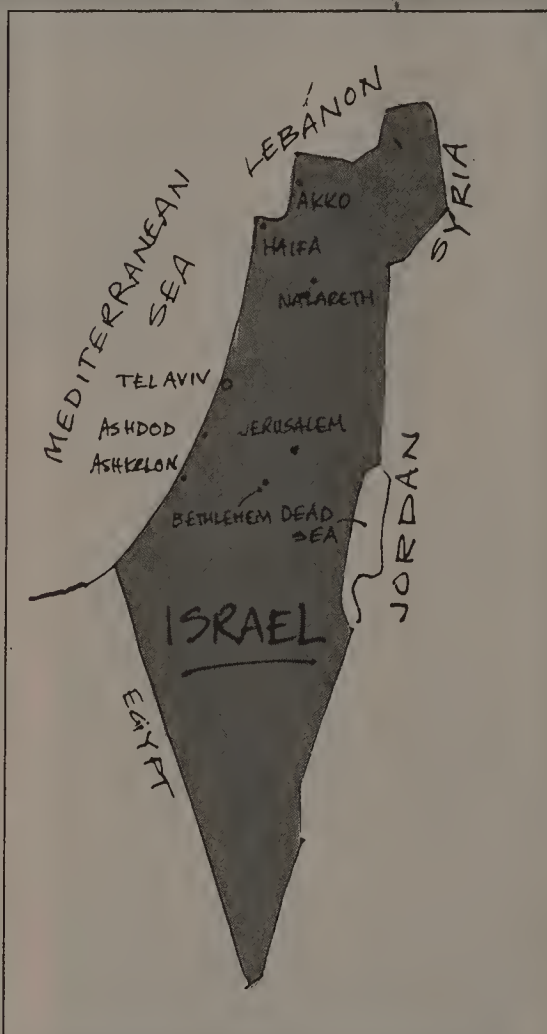 LEBANON
SYRIA
MEDITERRANEAN
SEA
AKKO
HAIFA
NAZARETH
TEL AVIV
ASHDOD
JERUSALEM
ASHKELON
BETHLEHEM
DEAD
SEA
JORDAN
ISRAEL
EGYPT